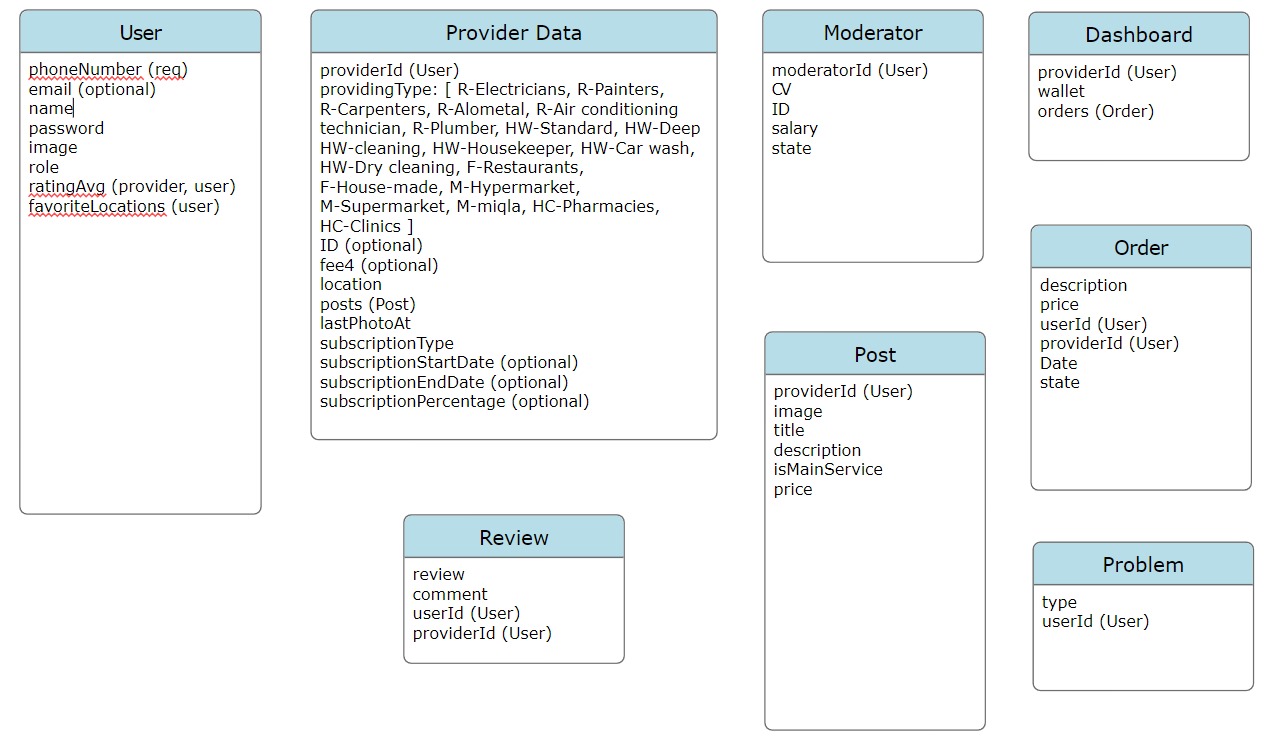 User
phoneNumber (req)
email (optional)
name
password
image
role
ratingAvg (provider, user)
favoriteLocations (user)
Provider Data
providerId (User)
providingType: [ R-Electricians, R-Painters,
R-Carpenters, R-Alometal, R-Air conditioning
technician, R-Plumber, HW-Standard, HW-Deep
HW-cleaning, HW-Housekeeper, HW-Car wash,
HW-Dry cleaning, F-Restaurants,
F-House-made, M-Hypermarket,
M-Supermarket, M-miqla, HC-Pharmacies,
HC-Clinics ]
ID (optional)
fee4 (optional)
location
posts (Post)
lastPhotoAt
subscriptionType
subscriptionStartDate (optional)
subscriptionEndDate (optional)
subscriptionPercentage (optional)
Moderator
moderatorId (User)
CV
ID
salary
state
Dashboard
providerId (User)
wallet
orders (Order)
Order
description
price
userId (User)
providerId (User)
Date
state
Post
providerId (User)
image
title
description
isMainService
price
Review
review
comment
userId (User)
providerId (User)
Problem
type
userId (User)